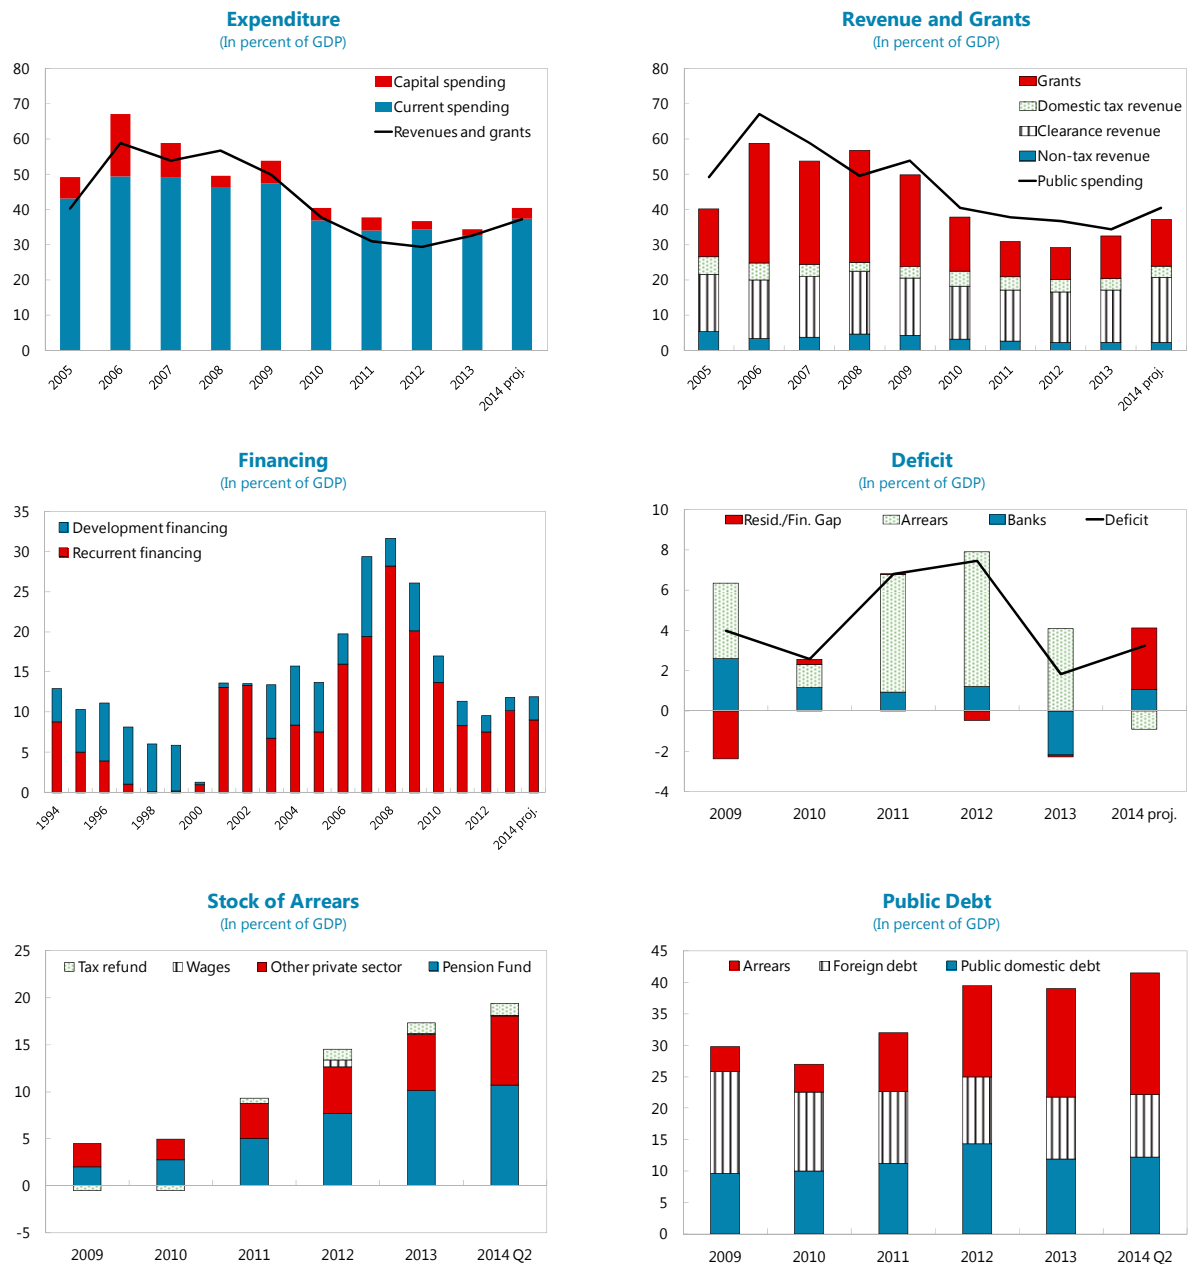 Expenditure
(In percent of GDP)
80
70
60
50
40
30
20
10
0
Capital spending
Current spending
Revenues and grants
2005
2006
2007
2008
2009
2010
2011
2012
2013
2014 proj.
Revenue and Grants
(In percent of GDP)
80
70
60
50
40
30
20
10
0
Grants
Domestic tax revenue
Clearance revenue
Non-tax revenue
Public spending
2005
2006
2007
2008
2009
2010
2011
2012
2013
2014 proj.
Financing
(In percent of GDP)
35
30
25
20
15
10
5
0
Development financing
Recurrent financing
1994
1996
1998
2000
2002
2004
2006
2008
2010
2012
2014 proj.
Deficit
(In percent of GDP)
10
8
6
4
2
0
-2
-4
Resid./Fin. Gap
Arrears
Banks
Deficit
2009
2010
2011
2012
2013
2014 proj.
Stock of Arrears
(In percent of GDP)
25
20
15
10
5
0
-5
Tax refund
Wages
Other private sector
Pension Fund
2009
2010
2011
2012
2013
2014 Q2
Public Debt
(In percent of GDP)
45
40
35
30
25
20
15
10
5
0
Arrears
Foreign debt
Public domestic debt
2009
2010
2011
2012
2013
2014 Q2